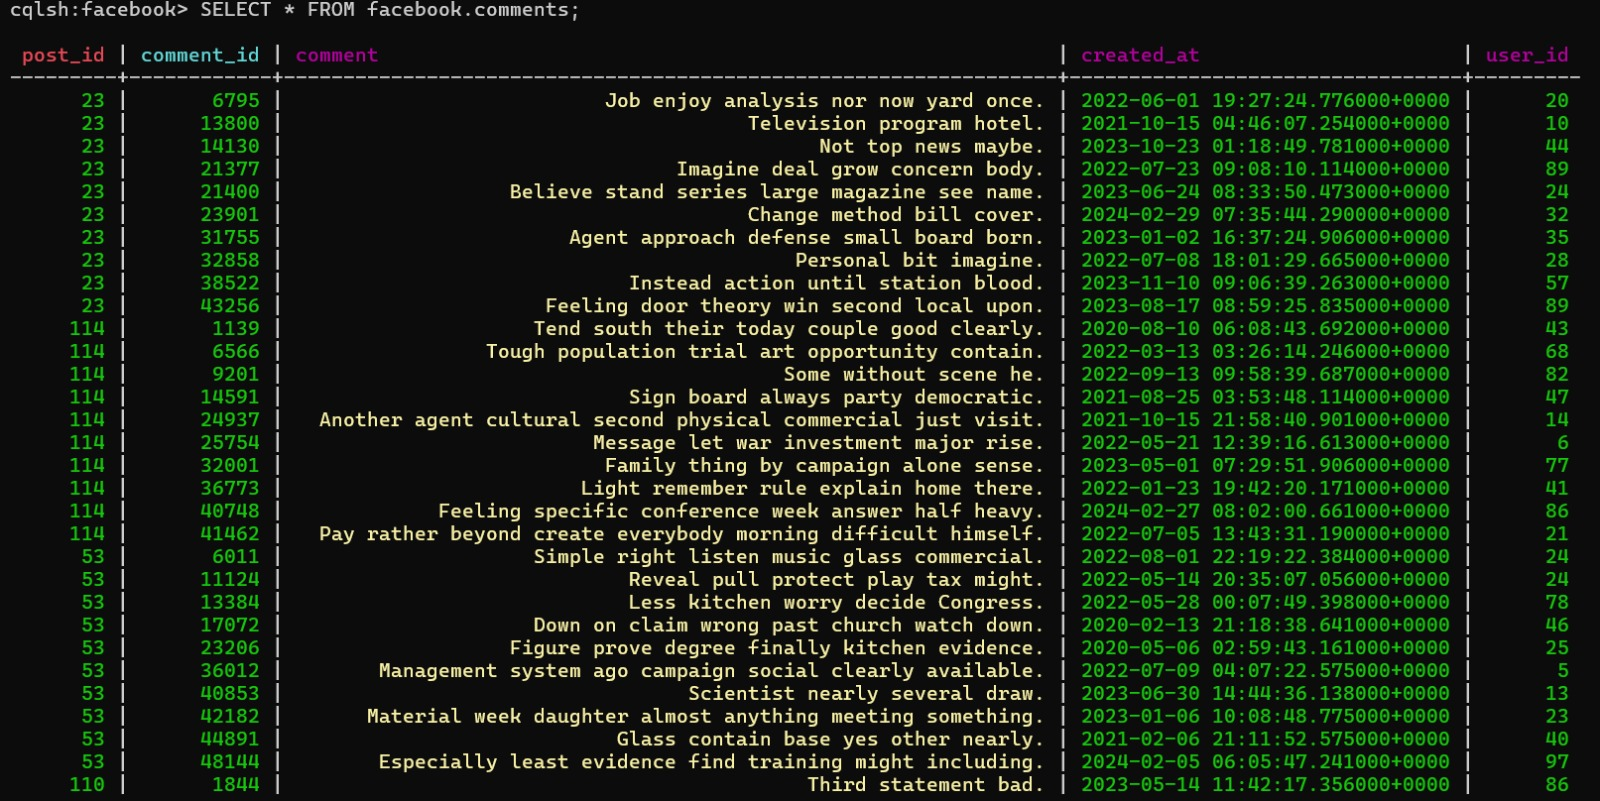 cqlsh:facebook> SELECT * FROM facebook.comments;
post_id | comment_id | comment | created_at | user_id
---------+------------+------------------------------------------------------------------+---------------------------------+---------
23 | 6795 | Job enjoy analysis nor now yard once. | 2022-06-01 19:27:24.776000+0000 | 20
23 | 13800 | Television program hotel. | 2021-10-15 04:46:07.254000+0000 | 10
23 | 14130 | Not top news maybe. | 2023-10-23 01:18:49.781000+0000 | 44
23 | 21377 | Imagine deal grow concern body. | 2022-07-23 09:08:10.114000+0000 | 89
23 | 21400 | Believe stand series large magazine see name. | 2023-06-24 08:33:50.473000+0000 | 24
23 | 23901 | Change method bill cover. | 2024-02-29 07:35:44.290000+0000 | 32
23 | 31755 | Agent approach defense small board born. | 2023-01-02 16:37:24.906000+0000 | 35
23 | 32858 | Personal bit imagine. | 2022-07-08 18:01:29.665000+0000 | 28
23 | 38522 | Instead action until station blood. | 2023-11-10 09:06:39.263000+0000 | 57
23 | 43256 | Feeling door theory win second local upon. | 2023-08-17 08:59:25.835000+0000 | 89
114 | 1139 | Tend south their today couple good clearly. | 2020-08-10 06:08:43.692000+0000 | 43
114 | 6566 | Tough population trial art opportunity contain. | 2022-03-13 03:26:14.246000+0000 | 68
114 | 9201 | Some without scene he. | 2022-09-13 09:58:39.687000+0000 | 82
114 | 14591 | Sign board always party democratic. | 2021-08-25 03:53:48.114000+0000 | 47
114 | 24937 | Another agent cultural second physical commercial just visit. | 2021-10-15 21:58:40.901000+0000 | 14
114 | 25754 | Message let war investment major rise. | 2022-05-21 12:39:16.613000+0000 | 6
114 | 32001 | Family thing by campaign alone sense. | 2023-05-01 07:29:51.906000+0000 | 77
114 | 36773 | Light remember rule explain home there. | 2022-01-23 19:42:20.171000+0000 | 41
114 | 40748 | Feeling specific conference week answer half heavy. | 2024-02-27 08:02:00.661000+0000 | 86
114 | 41462 | Pay rather beyond create everybody morning difficult himself. | 2022-07-05 13:43:31.190000+0000 | 21
53 | 6011 | Simple right listen music glass commercial. | 2022-08-01 22:19:22.384000+0000 | 24
53 | 11124 | Reveal pull protect play tax might. | 2022-05-14 20:35:07.056000+0000 | 24
53 | 13384 | Less kitchen worry decide Congress. | 2022-05-28 00:07:49.398000+0000 | 78
53 | 17072 | Down on claim wrong past church watch down. | 2020-02-13 21:18:38.641000+0000 | 46
53 | 23206 | Figure prove degree finally kitchen evidence. | 2020-05-06 02:59:43.161000+0000 | 25
53 | 36012 | Management system ago campaign social clearly available. | 2022-07-09 04:07:22.575000+0000 | 5
53 | 40853 | Scientist nearly several draw. | 2023-06-30 14:44:36.138000+0000 | 13
53 | 42182 | Material week daughter almost anything meeting something. | 2023-01-06 10:08:48.775000+0000 | 23
53 | 44891 | Glass contain base yes other nearly. | 2021-02-06 21:11:52.575000+0000 | 40
53 | 48144 | Especially least evidence find training might including. | 2024-02-05 06:05:47.241000+0000 | 97
110 | 1844 | Third statement bad. | 2023-05-14 11:42:17.356000+0000 | 86